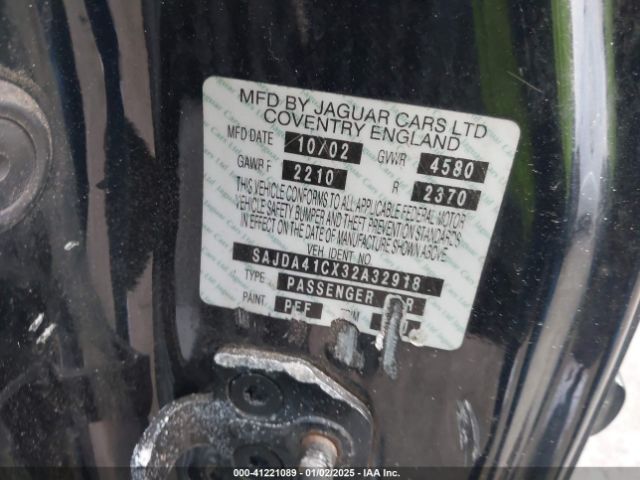 MFD BY JAGUAR CARS LTD
COVENTRY ENGLAND
MFD DATE 10/02 GVWR 4580
GAWR F 2210 R 2370
THIS VEHICLE CONFORMS TO ALL APPLICABLE FEDERAL MOTOR
VEHICLE SAFETY BUMPER AND THEFT PREVENTION STANDARDS
IN EFFECT ON THE DATE OF MANUFACTURE SHOWN ABOVE.
VEH IDENT NO.
SAJDA41CX32A32918
TYPE PASSENGER
PAINT. PEF
000-41221089 - 01/02/2025 - IAA Inc.